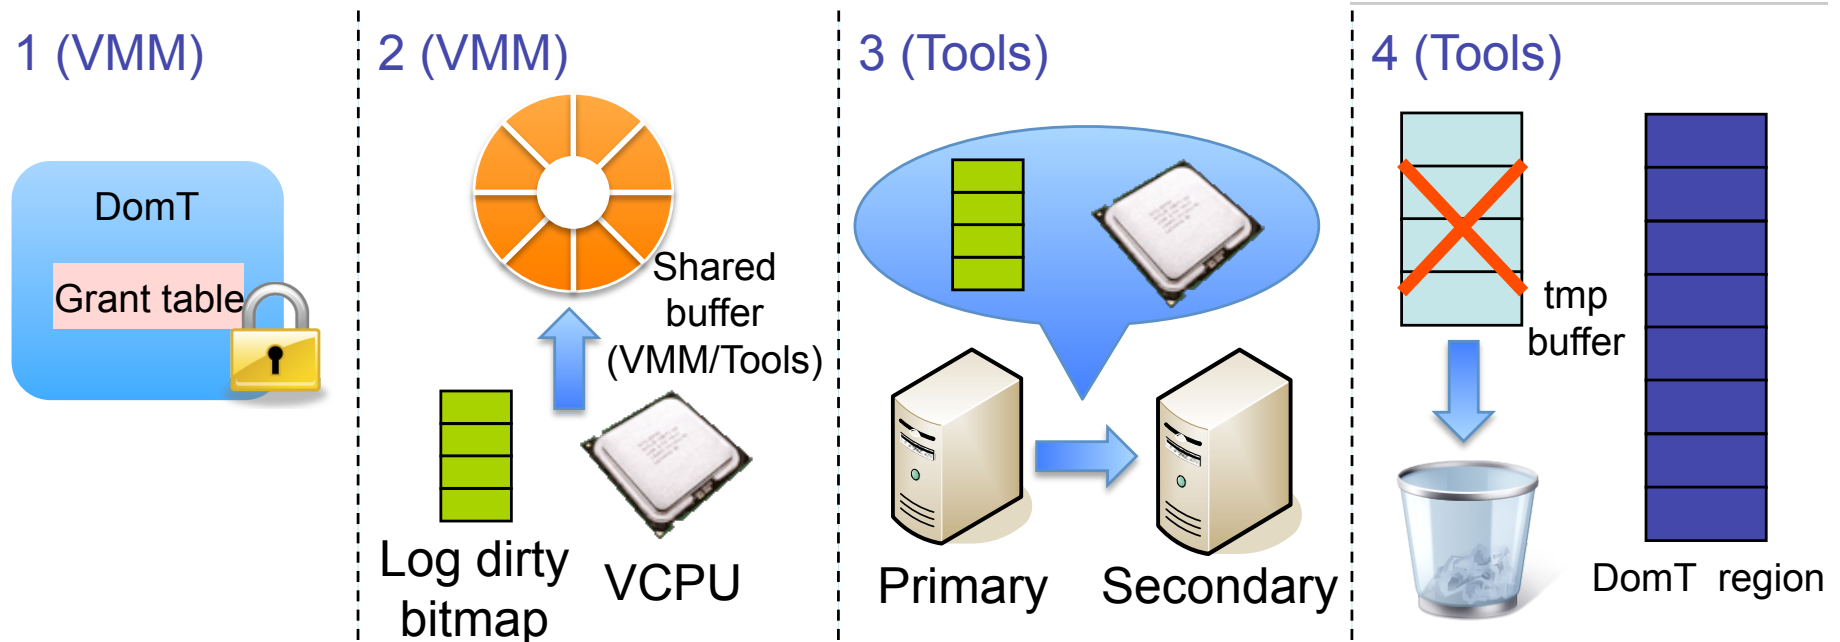 1 (VMM)
DomT
Grant table
2 (VMM)
Shared
buffer
(VMM/Tools)
Log dirty
bitmap
VCPU
3 (Tools)
Primary
Secondary
4 (Tools)
tmp
buffer
DomT region